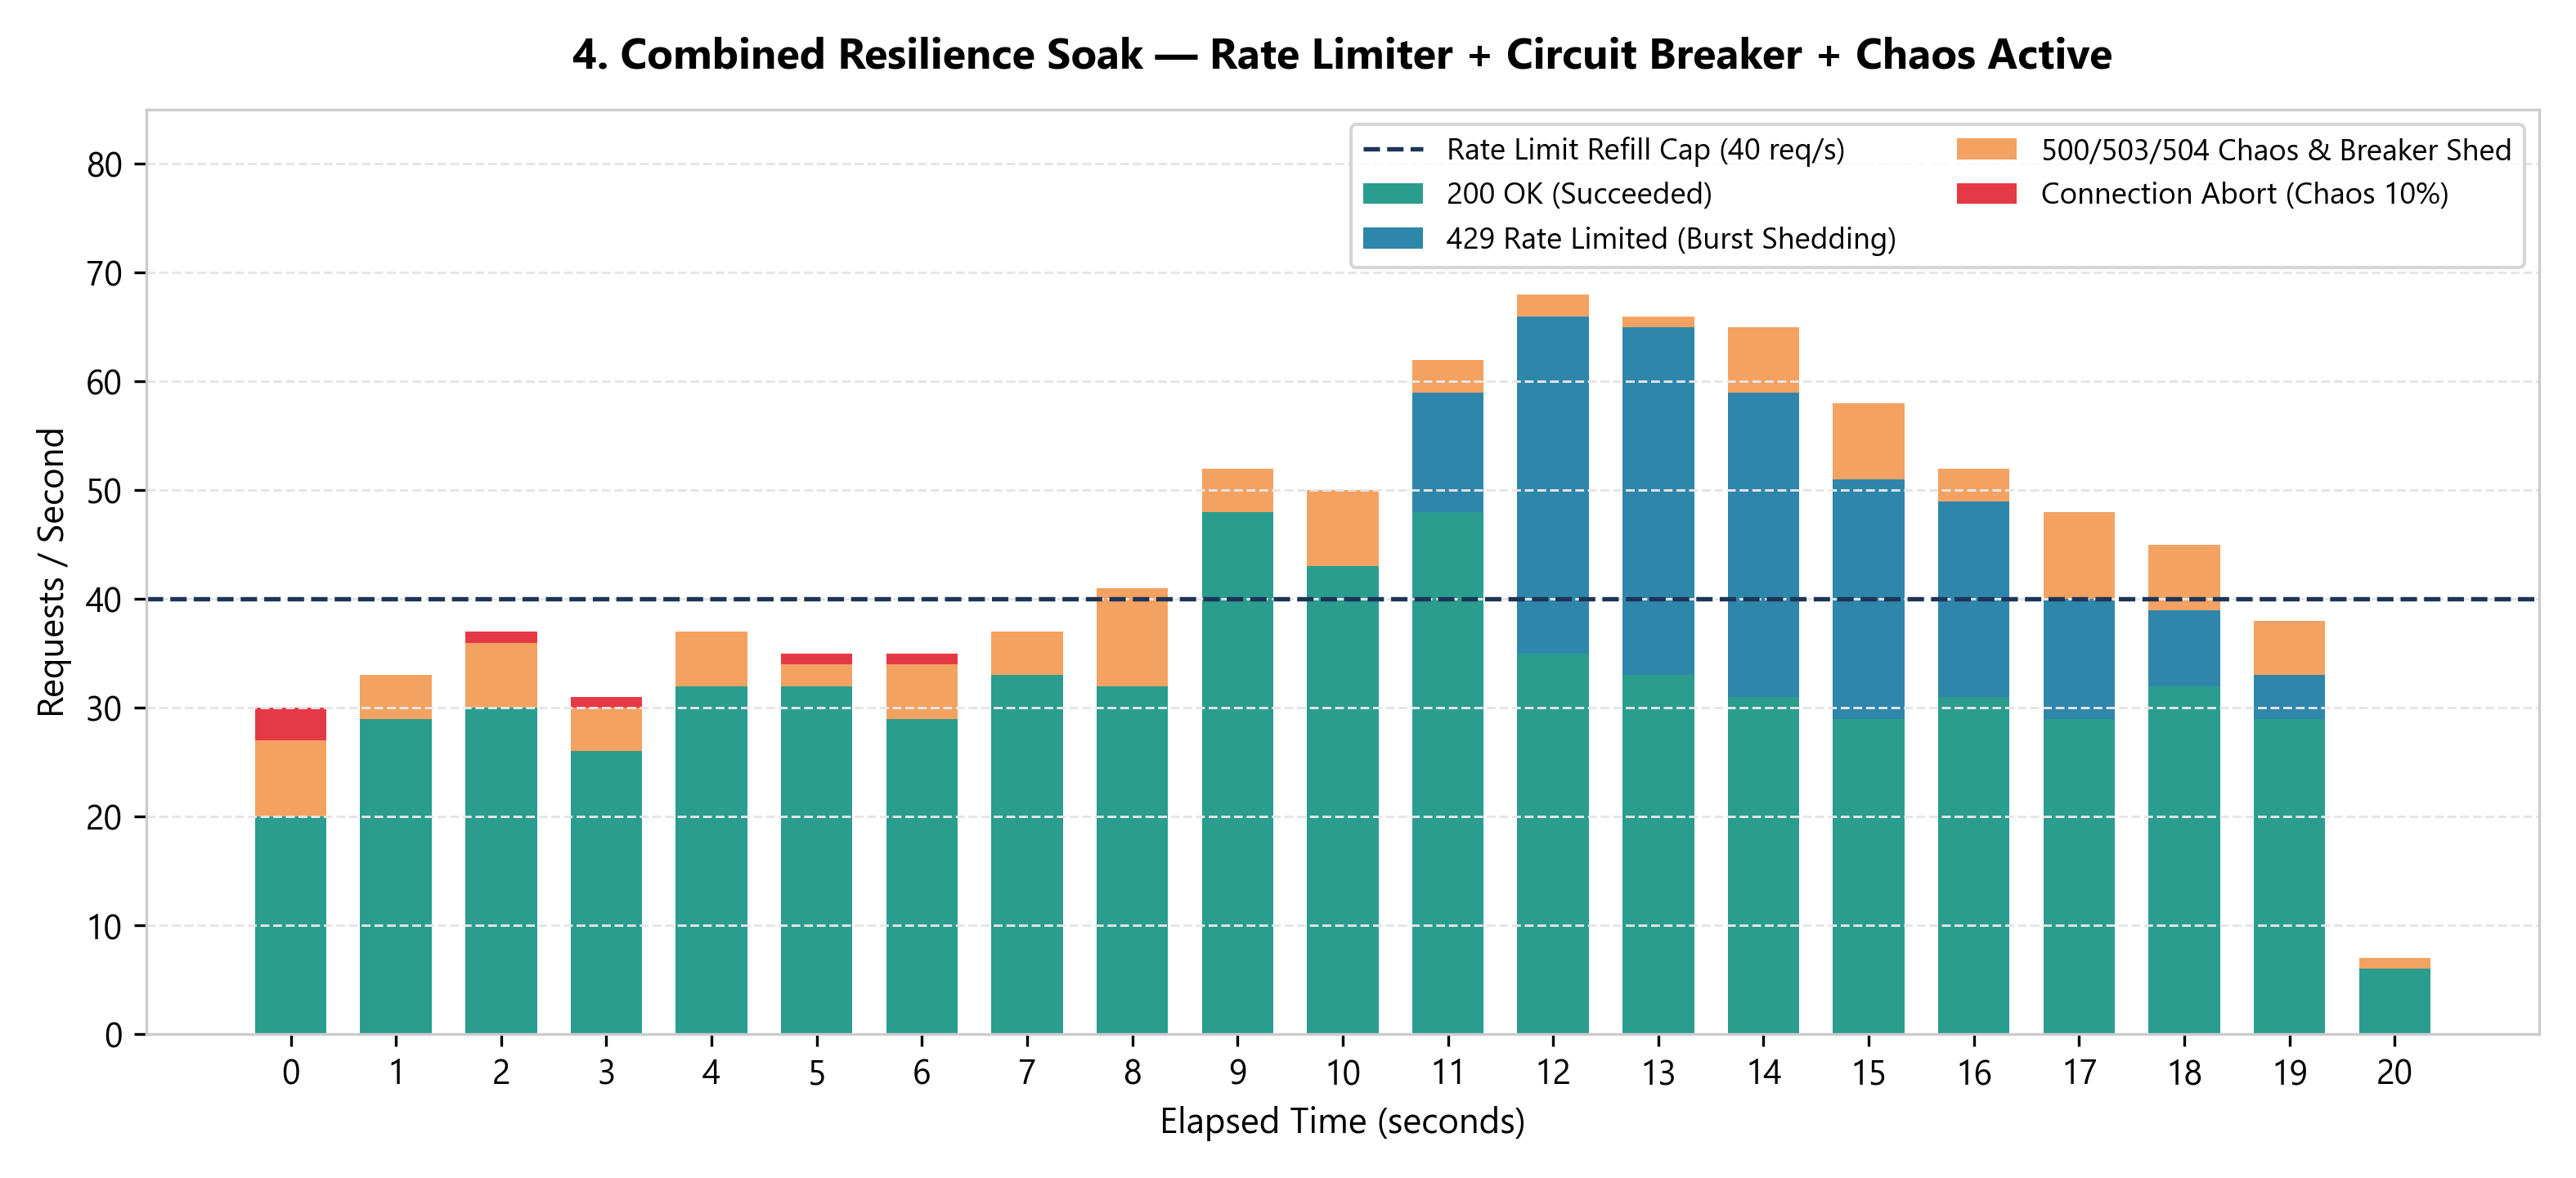 4. Combined Resilience Soak — Rate Limiter + Circuit Breaker + Chaos Active
Rate Limit Refill Cap (40 req/s)
200 OK (Succeeded)
429 Rate Limited (Burst Shedding)
500/503/504 Chaos & Breaker Shed
Connection Abort (Chaos 10%)
Requests / Second
80
70
60
50
40
30
20
10
0
0 1 2 3 4 5 6 7 8 9 10 11 12 13 14 15 16 17 18 19 20
Elapsed Time (seconds)